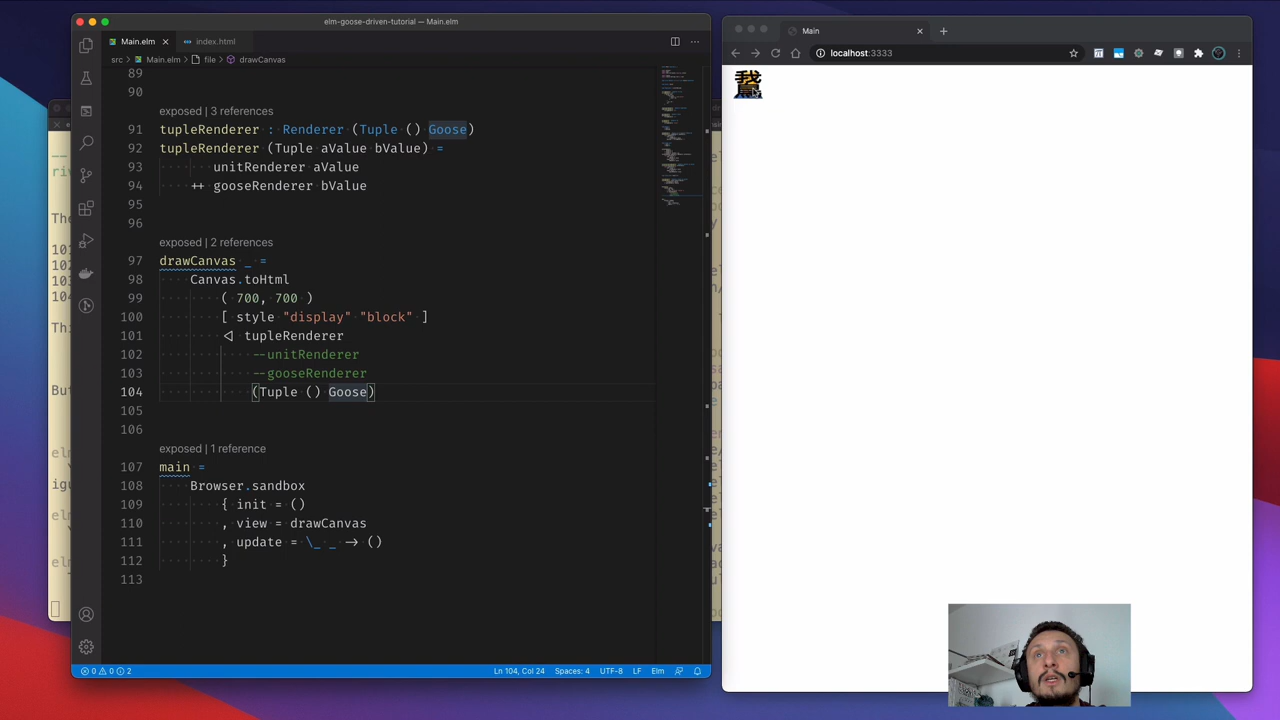 elm-goose-driven-tutorial — Main.elm
Main.elm
index.html
src > Main.elm > file > drawCanvas
89
90
exposed | 3 references
91 tupleRenderer : Renderer (Tuple () Goose)
92 tupleRenderer (Tuple aValue bValue) =
93 unitRenderer aValue
94 ++ gooseRenderer bValue
95
96
exposed | 2 references
97 drawCanvas _ =
98 Canvas.toHtml
99 ( 700, 700 )
100 [ style "display" "block" ]
101 <| tupleRenderer
102 --unitRenderer
103 --gooseRenderer
104 (Tuple () Goose)
105
106
exposed | 1 reference
107 main =
108 Browser.sandbox
109 { init = ()
110 , view = drawCanvas
111 , update = \_ _ -> ()
112 }
113
0 0 2
Ln 104, Col 24 Spaces: 4 UTF-8 LF Elm
Main
localhost:3333